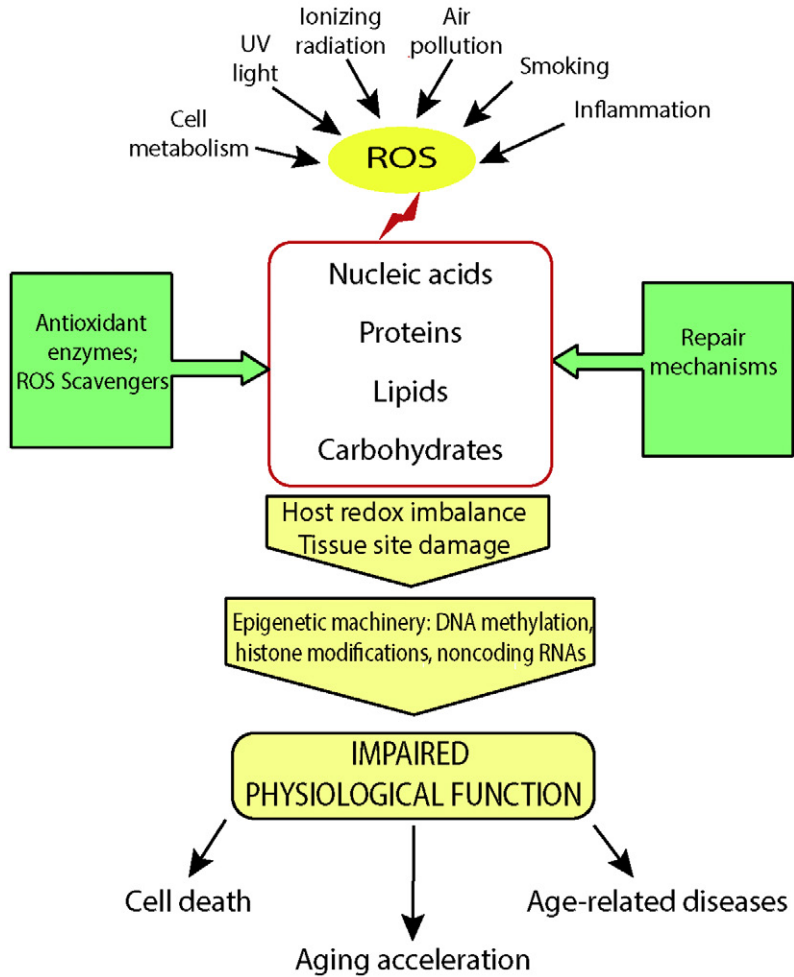 Ionizing
radiation
Air
pollution
UV
light
Smoking
Cell
metabolism
Inflammation
ROS
Nucleic acids
Proteins
Lipids
Carbohydrates
Antioxidant
enzymes;
ROS Scavengers
Repair
mechanisms
Host redox imbalance
Tissue site damage
Epigenetic machinery: DNA methylation,
histone modifications, noncoding RNAs
IMPAIRED
PHYSIOLOGICAL FUNCTION
Cell death
Age-related diseases
Aging acceleration